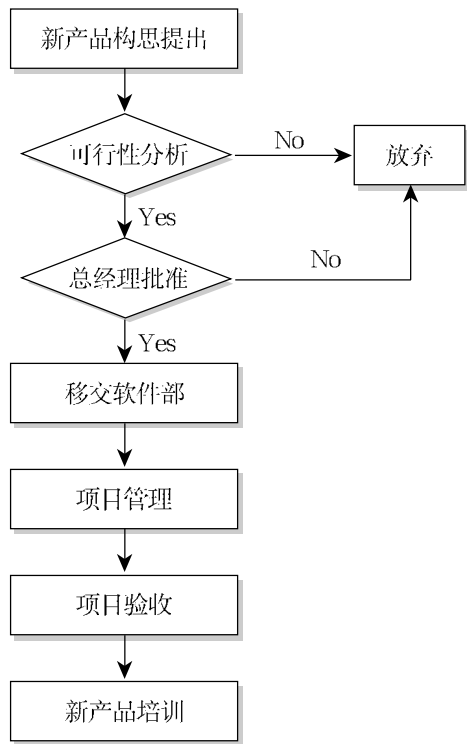 新产品构思提出
可行性分析
No
放弃
Yes
总经理批准
No
Yes
移交软件部
项目管理
项目验收
新产品培训